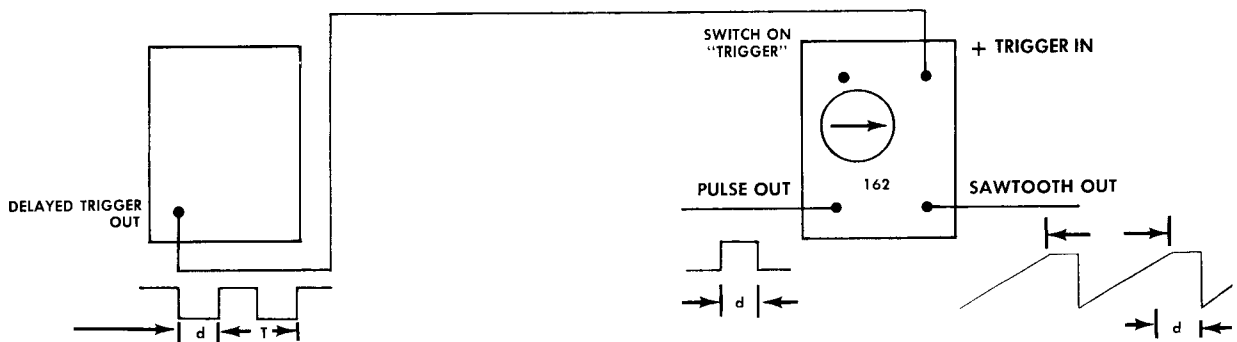 SWITCH ON
"TRIGGER"
+ TRIGGER IN
DELAYED TRIGGER
OUT
PULSE OUT
162
SAWTOOTH OUT
d
T
d
d